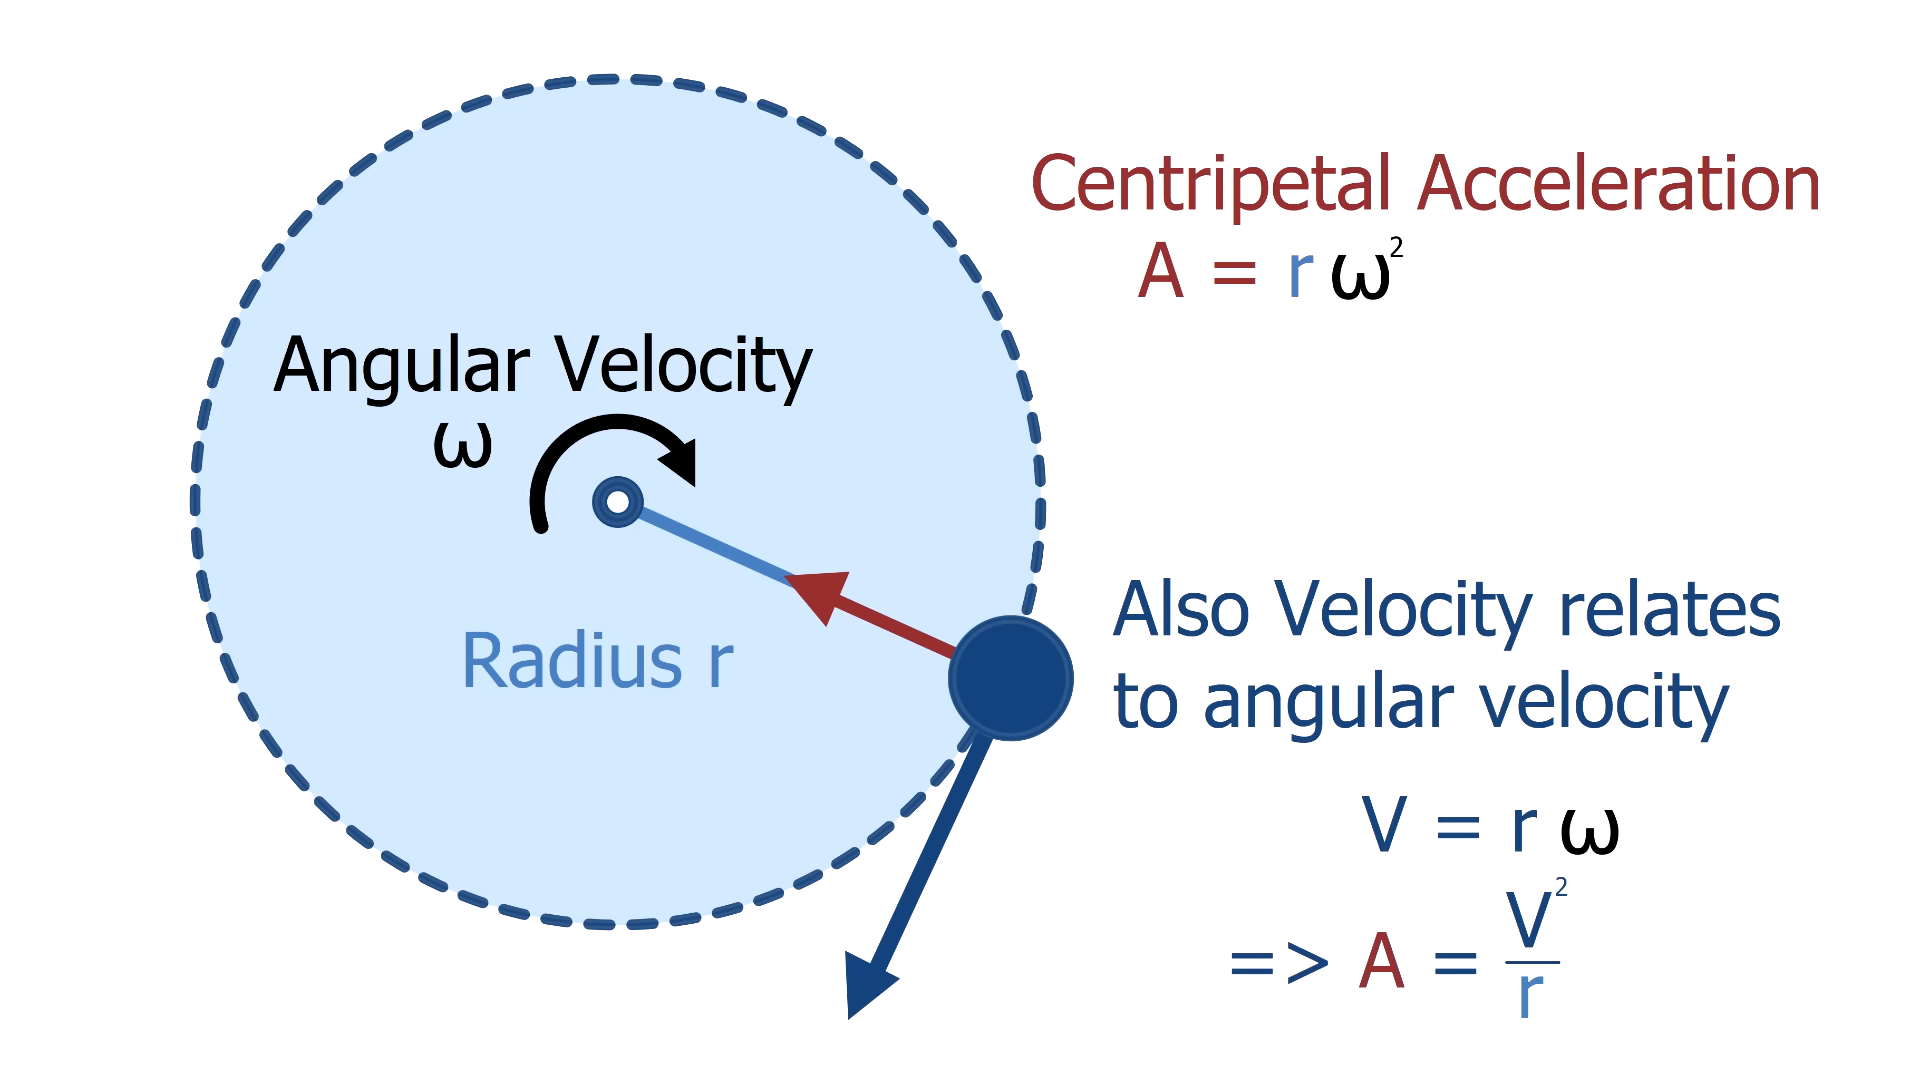 Centripetal Acceleration
A = r ω²
Angular Velocity
ω
Radius r
Also Velocity relates
to angular velocity
V = r ω
=> A = V²/r